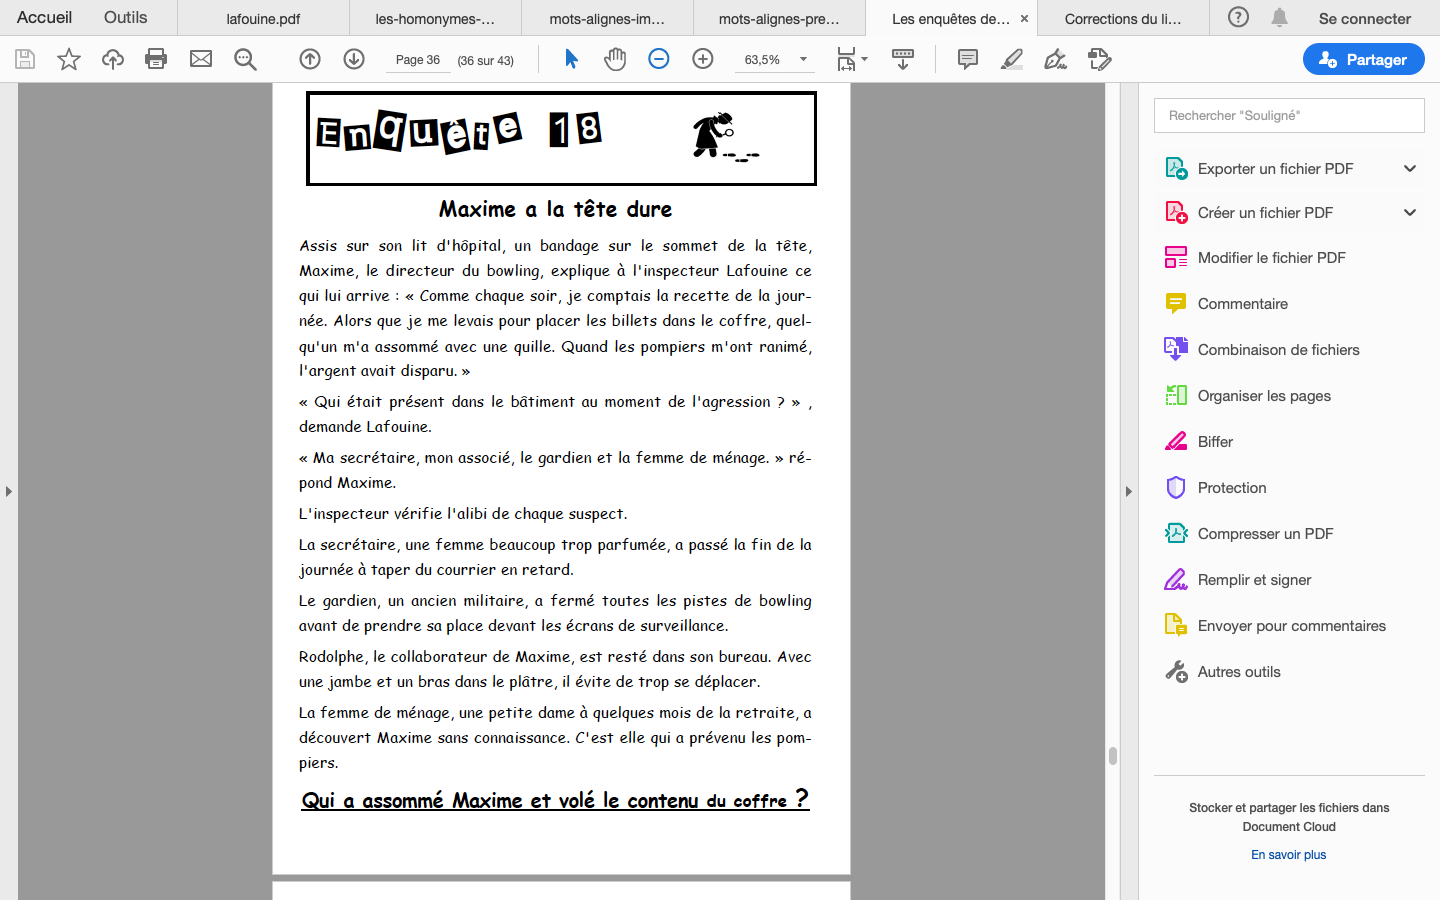 Accueil Outils lafouine.pdf les-homonymes-... mots-alignes-im... mots-alignes-pre... Les enquêtes de... × Corrections du li... Se connecter
Page 36 (36 sur 43) 63,5% Partager
Enquête 18
Maxime a la tête dure
Assis sur son lit d'hôpital, un bandage sur le sommet de la tête,
Maxime, le directeur du bowling, explique à l'inspecteur Lafouine ce
qui lui arrive : « Comme chaque soir, je comptais la recette de la jour-
née. Alors que je me levais pour placer les billets dans le coffre, quel-
qu'un m'a assommé avec une quille. Quand les pompiers m'ont ranimé,
l'argent avait disparu. »
« Qui était présent dans le bâtiment au moment de l'agression ? » ,
demande Lafouine.
« Ma secrétaire, mon associé, le gardien et la femme de ménage. » ré-
pond Maxime.
L'inspecteur vérifie l'alibi de chaque suspect.
La secrétaire, une femme beaucoup trop parfumée, a passé la fin de la
journée à taper du courrier en retard.
Le gardien, un ancien militaire, a fermé toutes les pistes de bowling
avant de prendre sa place devant les écrans de surveillance.
Rodolphe, le collaborateur de Maxime, est resté dans son bureau. Avec
une jambe et un bras dans le plâtre, il évite de trop se déplacer.
La femme de ménage, une petite dame à quelques mois de la retraite, a
découvert Maxime sans connaissance. C'est elle qui a prévenu les pom-
piers.
Qui a assommé Maxime et volé le contenu du coffre ?
Rechercher "Souligné"
Exporter un fichier PDF
Créer un fichier PDF
Modifier le fichier PDF
Commentaire
Combinaison de fichiers
Organiser les pages
Biffer
Protection
Compresser un PDF
Remplir et signer
Envoyer pour commentaires
Autres outils
Stocker et partager les fichiers dans
Document Cloud
En savoir plus